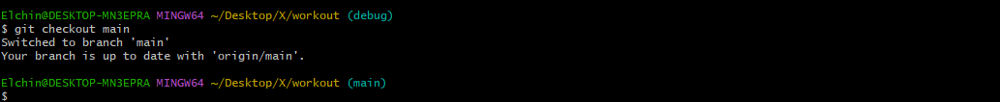 Elchin@DESKTOP-MN3EPRA MINGW64 ~/Desktop/X/workout (debug)
$ git checkout main
Switched to branch 'main'
Your branch is up to date with 'origin/main'.
Elchin@DESKTOP-MN3EPRA MINGW64 ~/Desktop/X/workout (main)
$